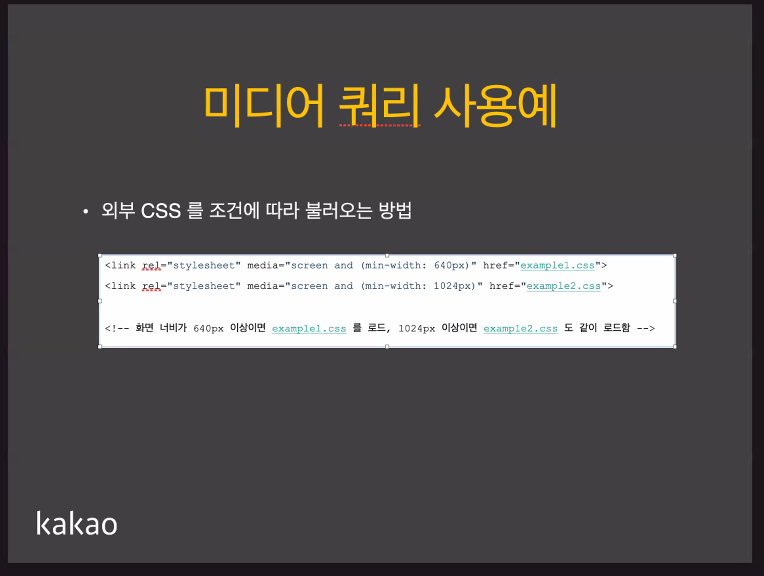 미디어 쿼리 사용예
• 외부 CSS 를 조건에 따라 불러오는 방법
<link rel="stylesheet" media="screen and (min-width: 640px)" href="example1.css">
<link rel="stylesheet" media="screen and (min-width: 1024px)" href="example2.css">
<!-- 화면 너비가 640px 이상이면 example1.css 를 로드, 1024px 이상이면 example2.css 도 같이 로드함 -->
kakao